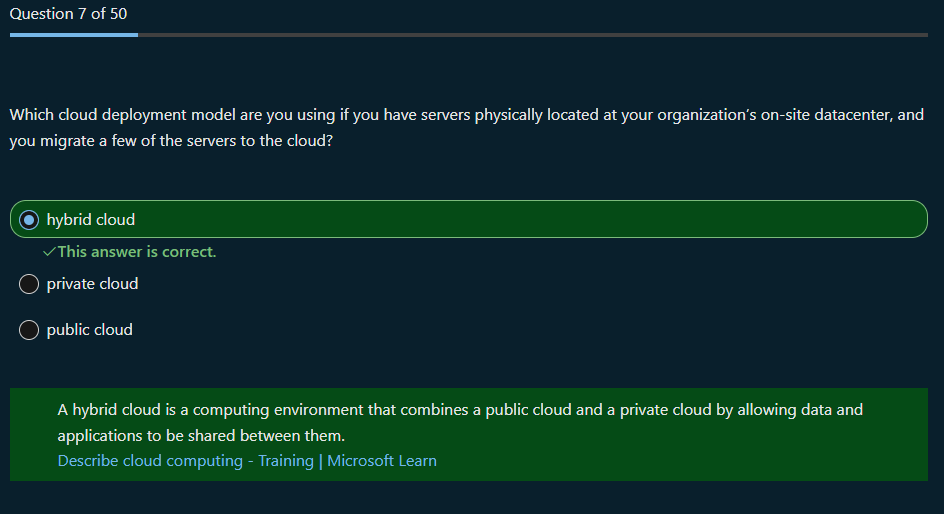 Question 7 of 50
Which cloud deployment model are you using if you have servers physically located at your organization’s on-site datacenter, and
you migrate a few of the servers to the cloud?
hybrid cloud
✓This answer is correct.
private cloud
public cloud
A hybrid cloud is a computing environment that combines a public cloud and a private cloud by allowing data and
applications to be shared between them.
Describe cloud computing - Training | Microsoft Learn